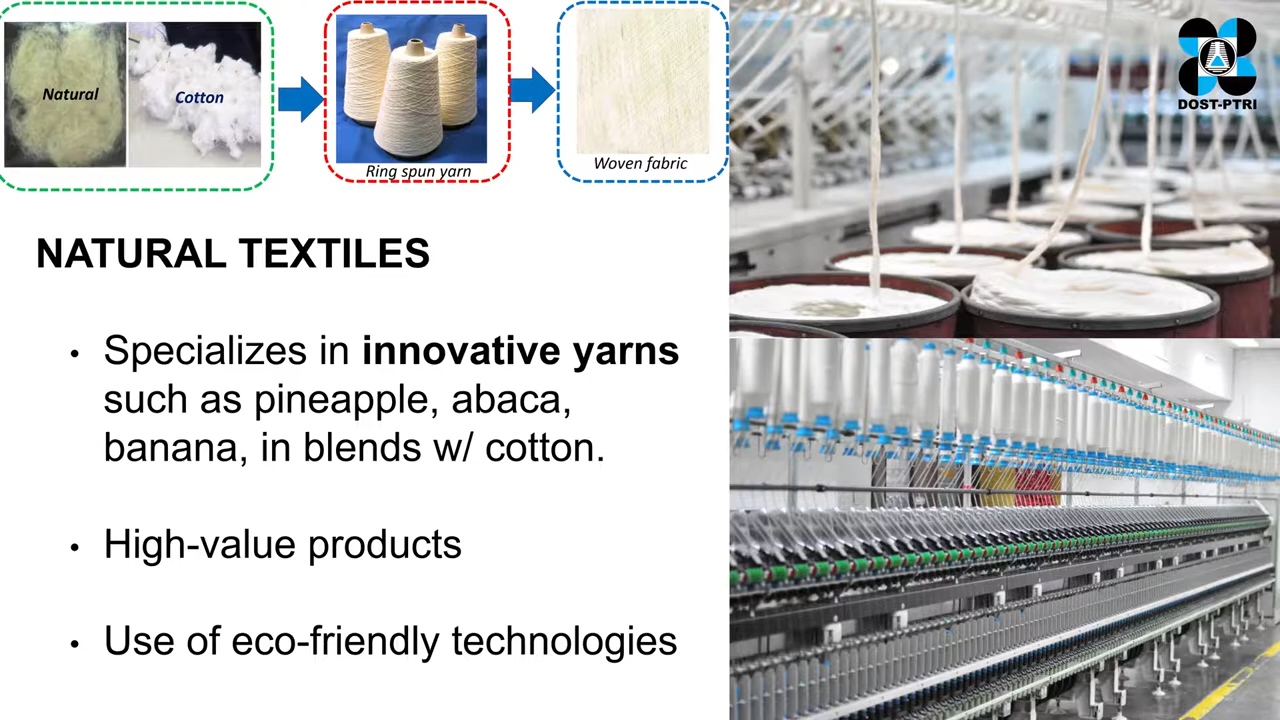 Natural
Cotton
Ring spun yarn
Woven fabric
DOST-PTRI
NATURAL TEXTILES
• Specializes in innovative yarns
such as pineapple, abaca,
banana, in blends w/ cotton.
• High-value products
• Use of eco-friendly technologies